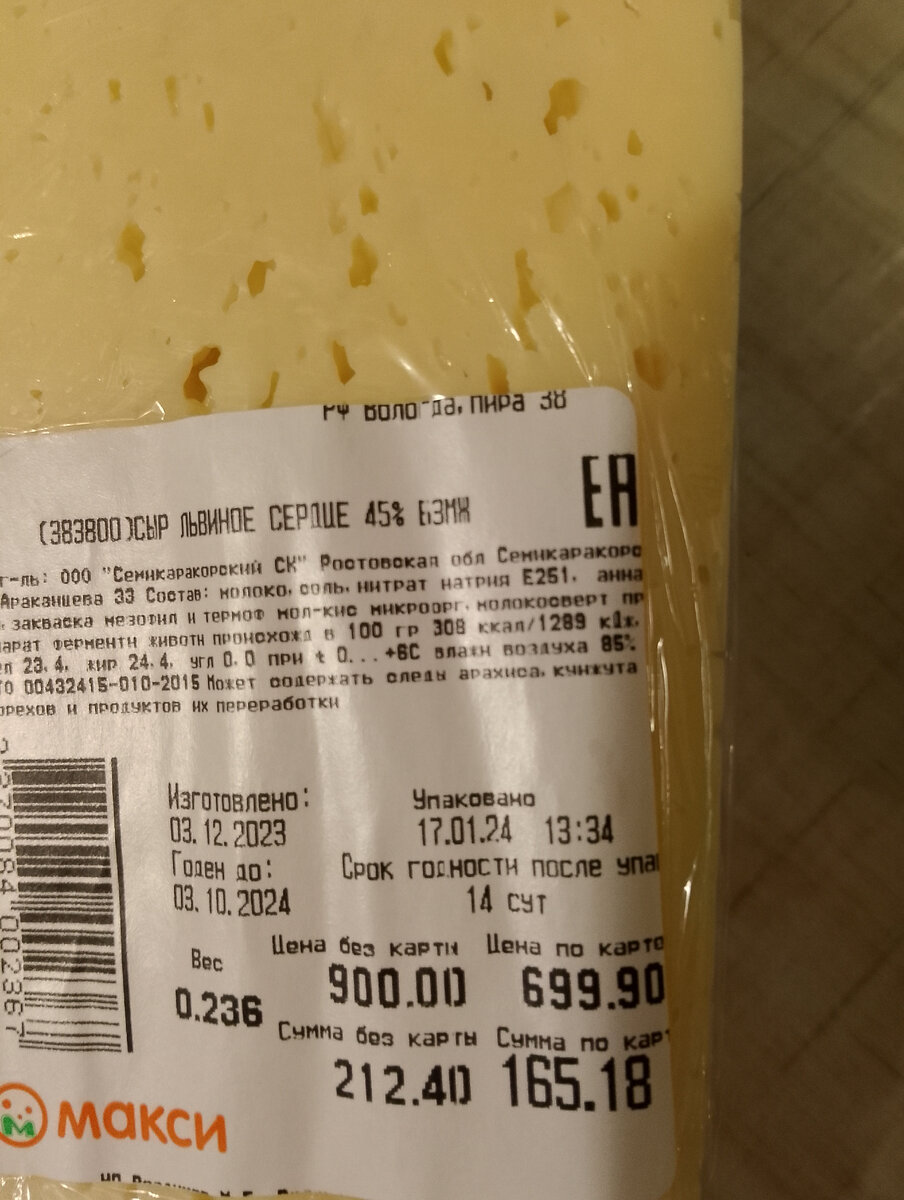 РФ Вологда, Мира 38
ЕАС
(383800)СЫР ЛЬВИНОЕ СЕРДЦЕ 45% БЗМЖ
г-ль: ООО "Семикаракорский СК" Ростовская обл Семикаракорс
Араканцева 33 Состав: молоко, соль, нитрат натрия Е251, анна
закваска мезофил и термоф мол-кис микроорг, молокосверт пр
арат ферментн животн происхожд в 100 гр 308 ккал/1289 кДж,
л 23.4, жир 24.4, угл 0.0 при t 0...+6С влажн воздуха 85%
ТО 00432415-010-2015 Может содержать следы арахиса, кунжута
орехов и продуктов их переработки
Изготовлено: Упаковано
03.12.2023 17.01.24 13:34
Годен до: Срок годности после упа
03.10.2024 14 сут
Вес Цена без карты Цена по карто
0.236 900.00 699.90
Сумма без карты Сумма по кар
212.40 165.18
макси